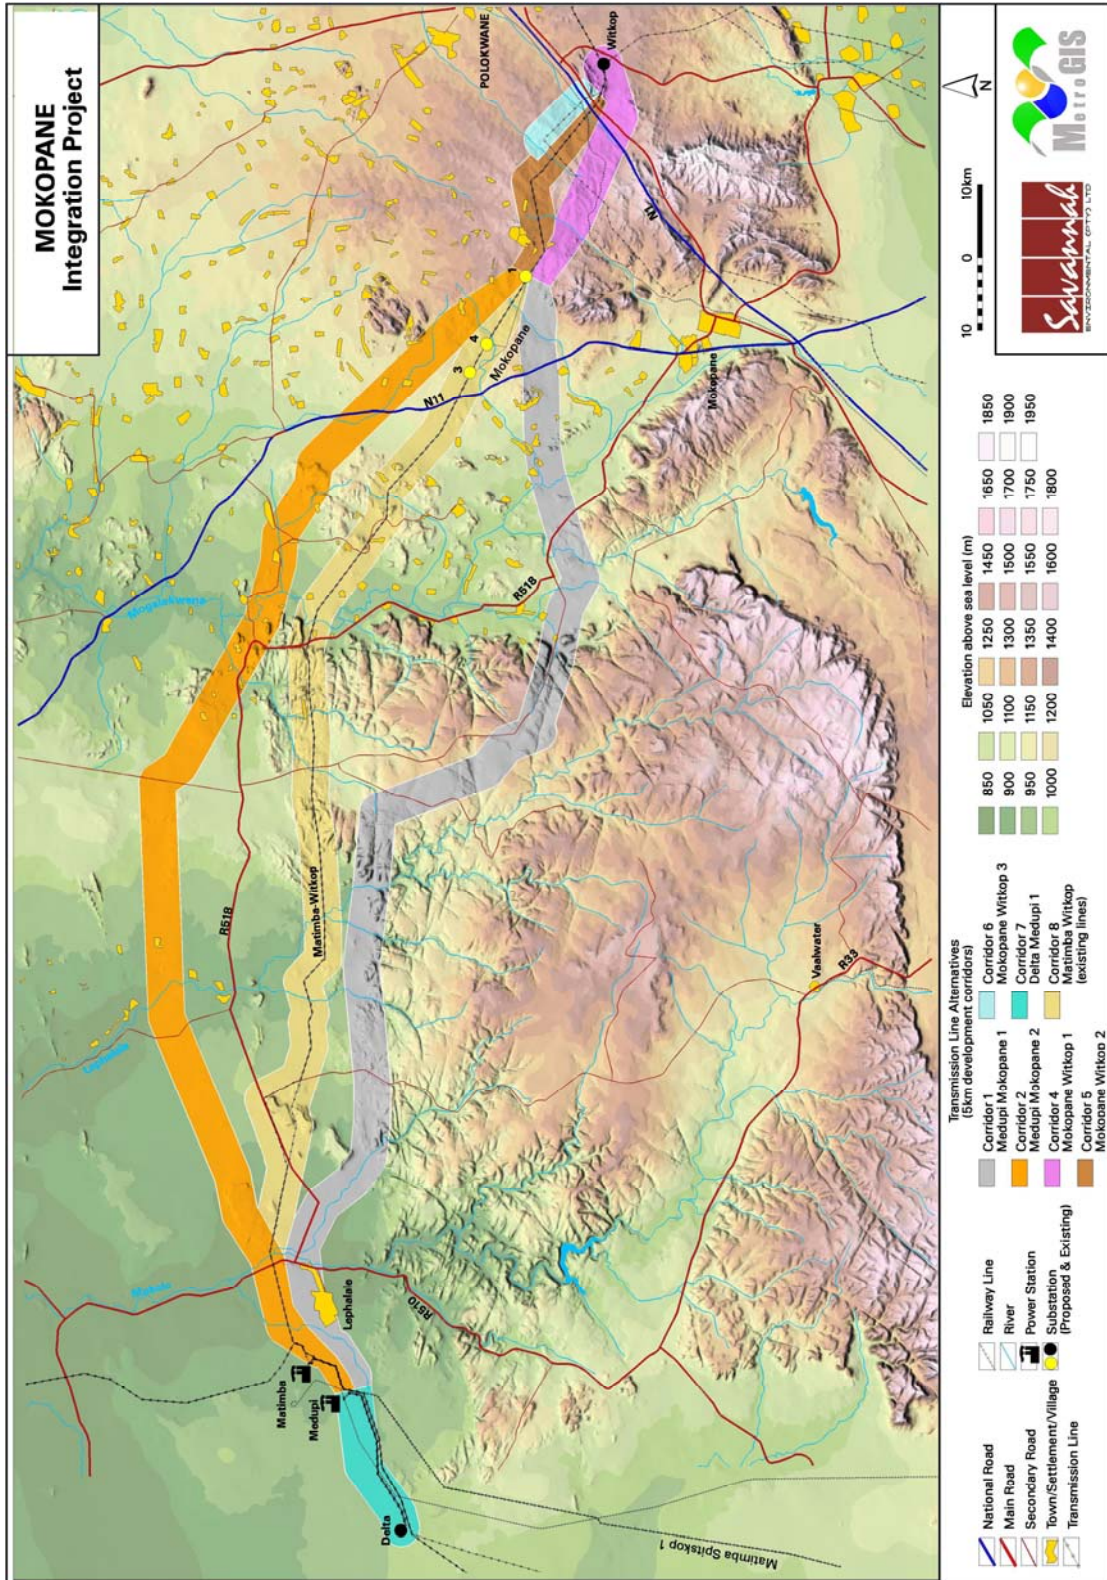 MOKOPANE
Integration Project
POLOKWANE
Witkop
N1
1
4
3
Mokopane
N11
Mokopane
Mogalakwena
R518
R518
Matimba-Witkop
Vaalwater
R33
Lephalala
Mokolo
Lephalale
R510
Matimba
Medupi
Delta
Matimba Spitskop 1
National Road
Main Road
Secondary Road
Town/Settlement/Village
Transmission Line
Railway Line
River
Power Station
Substation
(Proposed & Existing)
Transmission Line Alternatives
(5km development corridors)
Corridor 1
Medupi Mokopane 1
Corridor 2
Medupi Mokopane 2
Corridor 4
Mokopane Witkop 1
Corridor 5
Mokopane Witkop 2
Corridor 6
Mokopane Witkop 3
Corridor 7
Delta Medupi 1
Corridor 8
Matimba Witkop
(existing lines)
Elevation above sea level (m)
850
900
950
1000
1050
1100
1150
1200
1250
1300
1350
1400
1450
1500
1550
1600
1650
1700
1750
1800
1850
1900
1950
10 0 10km
N
Savannah
ENVIRONMENTAL (PTY) LTD
MetroGIS